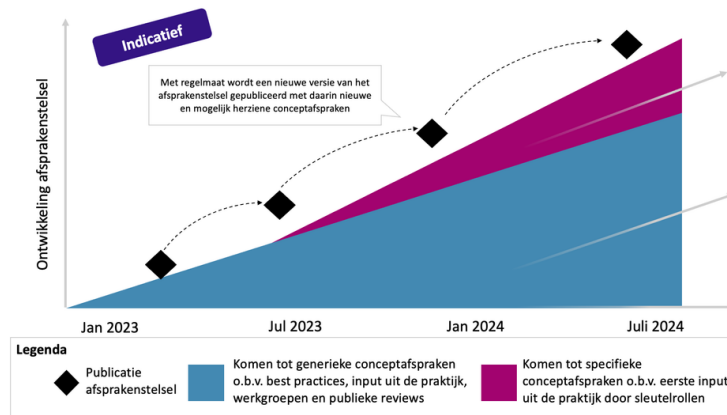 Indicatief
Met regelmaat wordt een nieuwe versie van het
afsprakenstelsel gepubliceerd met daarin nieuwe
en mogelijk herziene conceptafspraken
Ontwikkeling afsprakenstelsel
Jan 2023
Jul 2023
Jan 2024
Juli 2024
Legenda
Publicatie
afsprakenstelsel
Komen tot generieke conceptafspraken
o.b.v. best practices, input uit de praktijk,
werkgroepen en publieke reviews
Komen tot specifieke
conceptafspraken o.b.v. eerste input
uit de praktijk door sleutelrollen